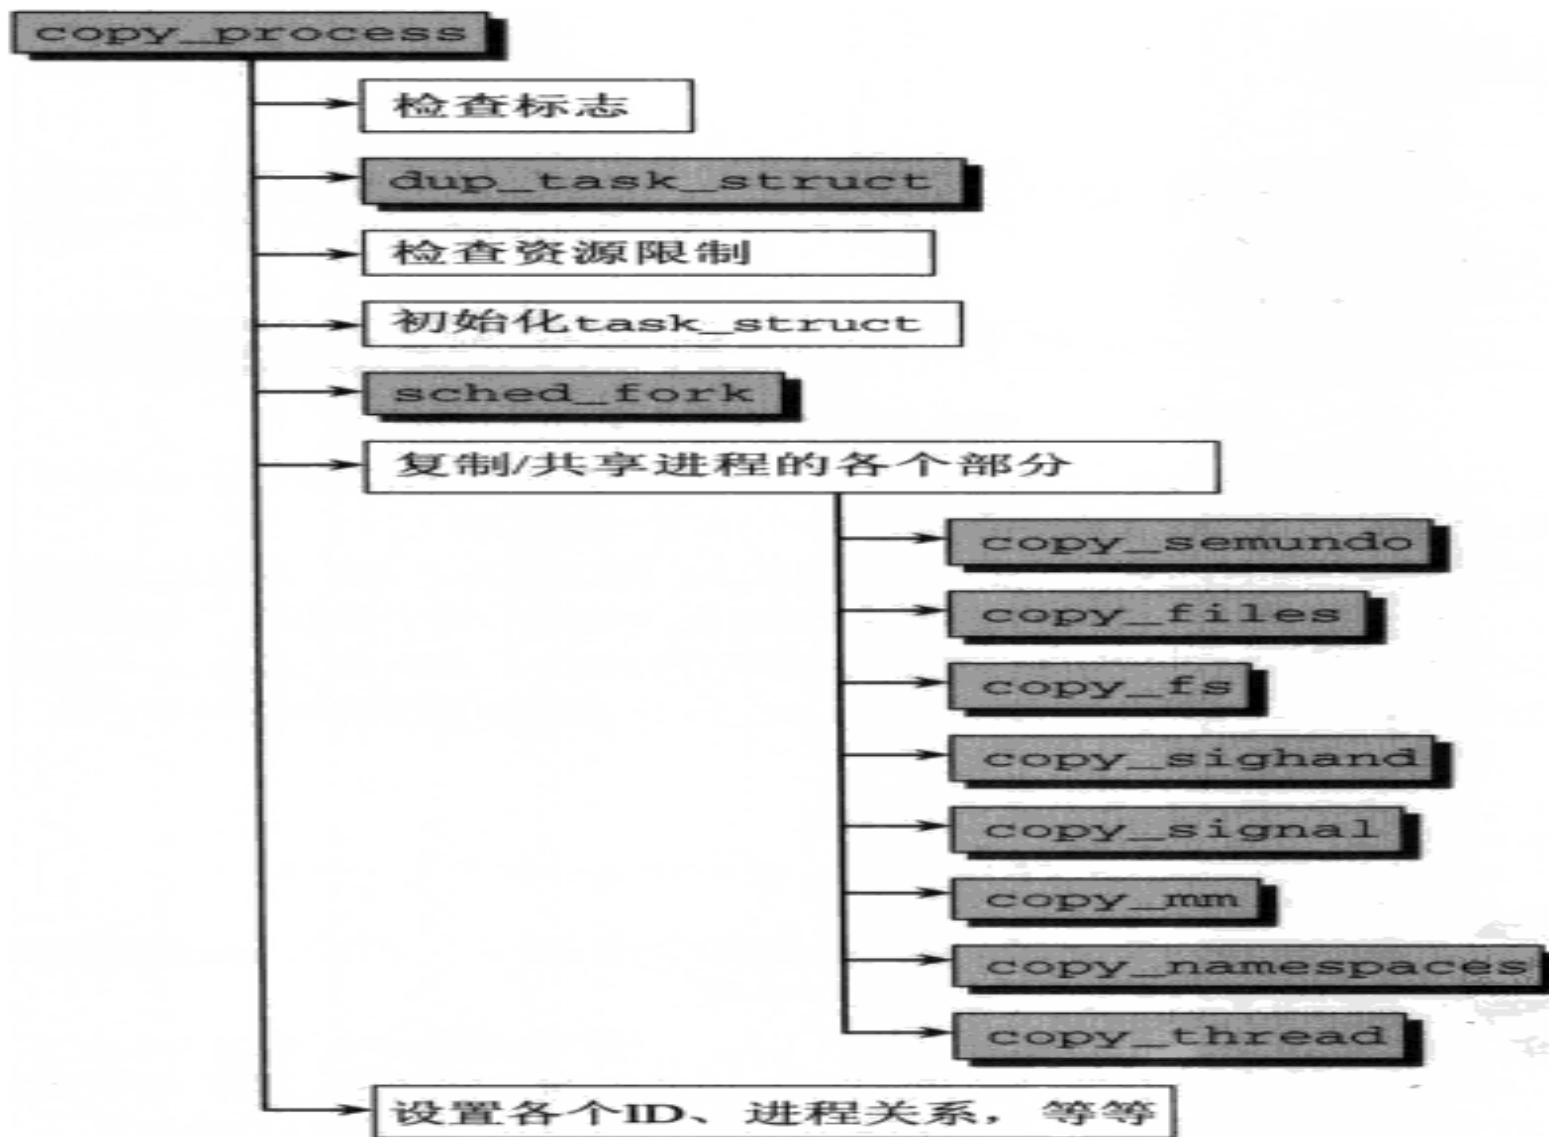 copy_process
检查标志
dup_task_struct
检查资源限制
初始化task_struct
sched_fork
复制/共享进程的各个部分
copy_semundo
copy_files
copy_fs
copy_sighand
copy_signal
copy_mm
copy_namespaces
copy_thread
设置各个ID、进程关系，等等